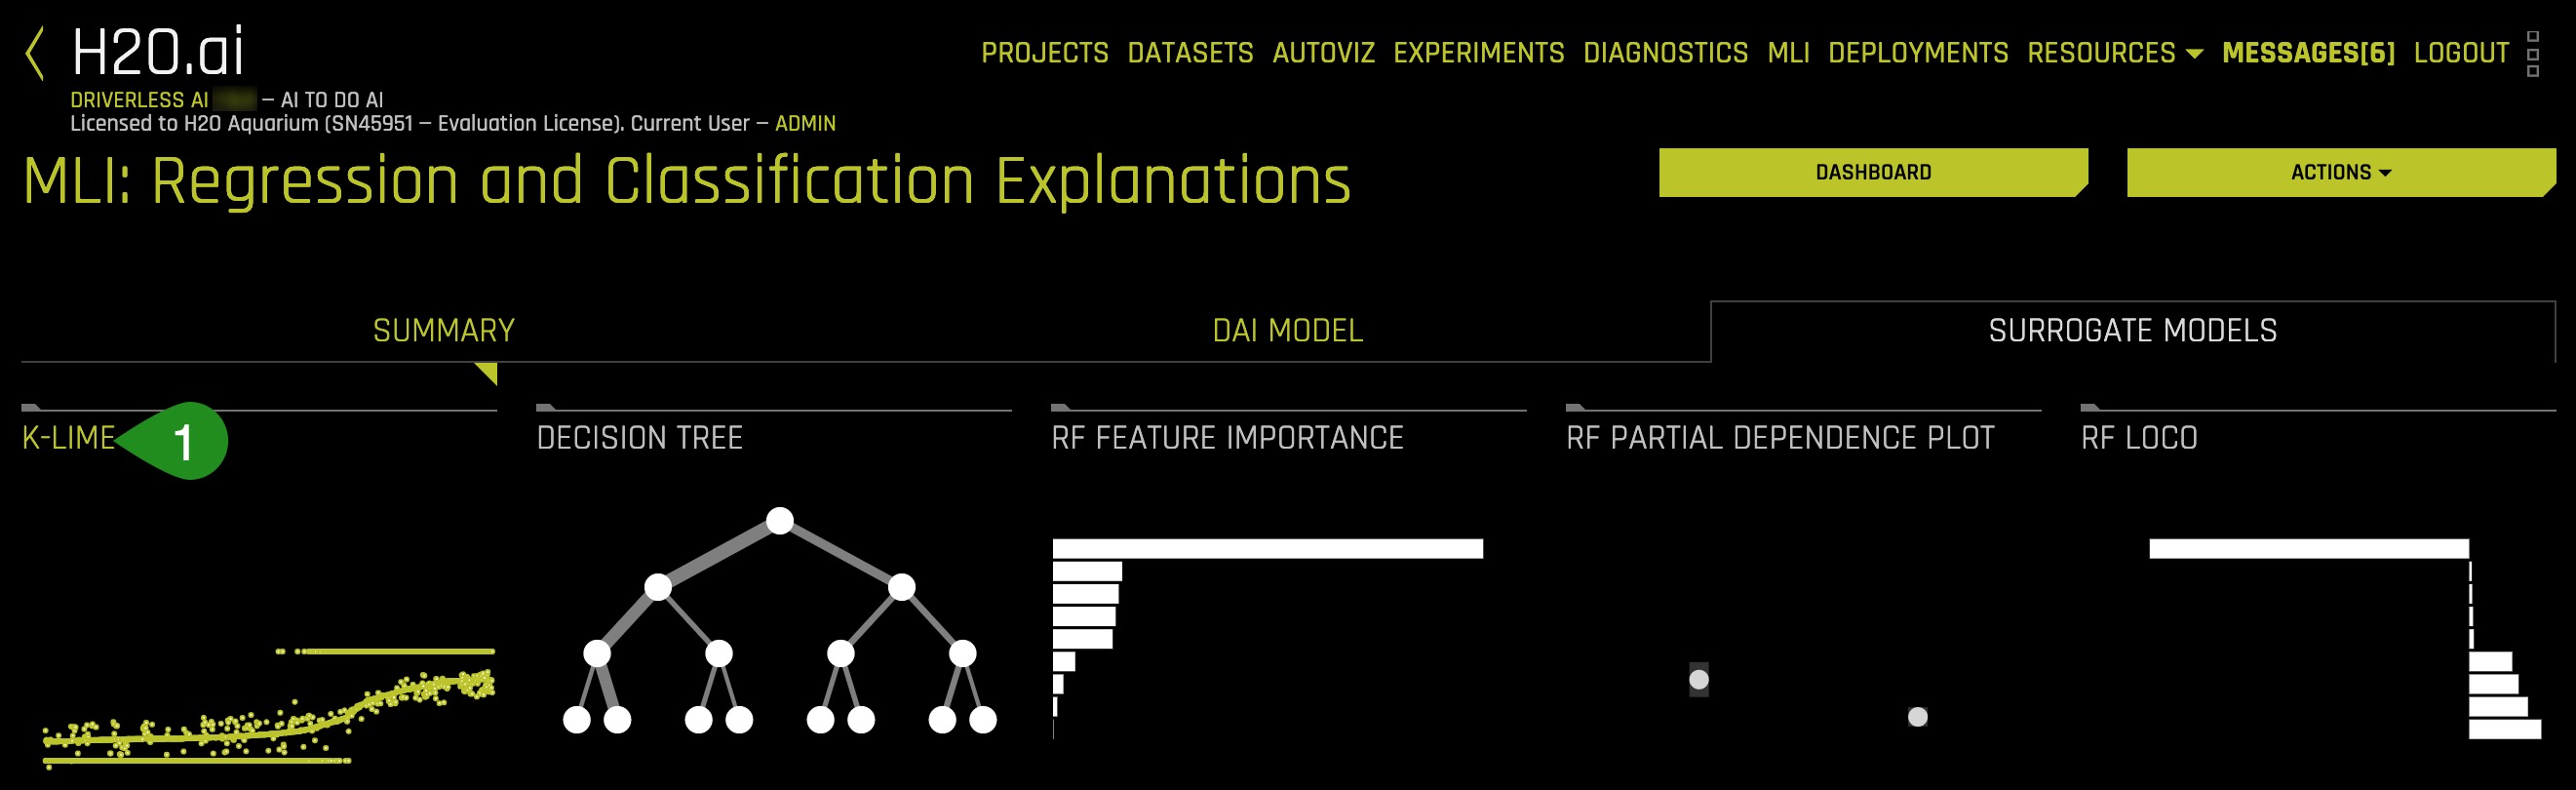 H2O.ai
PROJECTS DATASETS AUTOVIZ EXPERIMENTS DIAGNOSTICS MLI DEPLOYMENTS RESOURCES MESSAGES[6] LOGOUT
DRIVERLESS AI — AI TO DO AI
Licensed to H2O Aquarium (SN45951 — Evaluation License). Current User — ADMIN
MLI: Regression and Classification Explanations
DASHBOARD
ACTIONS
SUMMARY
DAI MODEL
SURROGATE MODELS
K-LIME
1
DECISION TREE
RF FEATURE IMPORTANCE
RF PARTIAL DEPENDENCE PLOT
RF LOCO